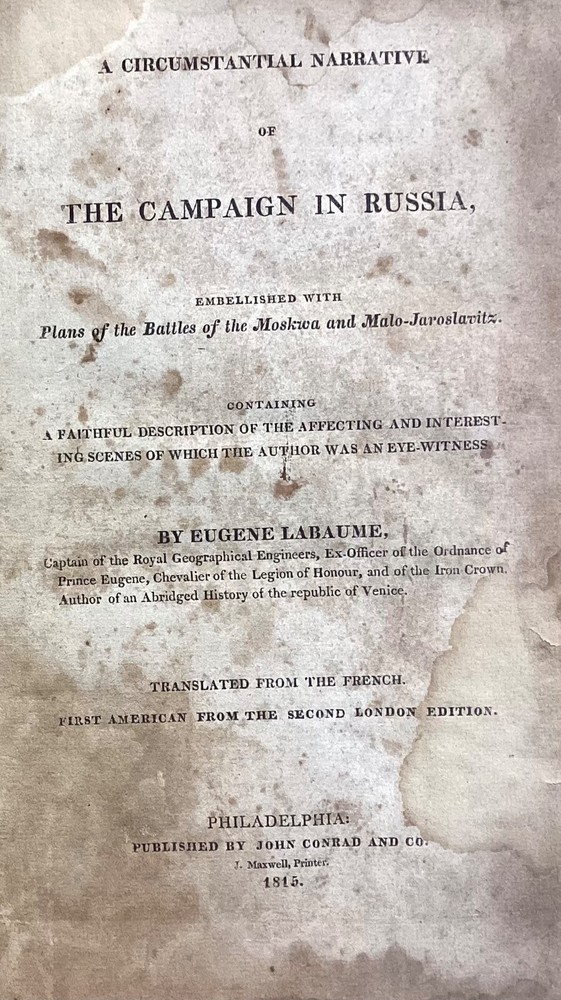 A CIRCUMSTANTIAL NARRATIVE
OF
THE CAMPAIGN IN RUSSIA,
EMBELLISHED WITH
Plans of the Battles of the Moskwa and Malo-Jaroslavitz.
CONTAINING
A FAITHFUL DESCRIPTION OF THE AFFECTING AND INTEREST-
ING SCENES OF WHICH THE AUTHOR WAS AN EYE-WITNESS
BY EUGENE LABAUME,
Captain of the Royal Geographical Engineers, Ex-Officer of the Ordnance of
Prince Eugene, Chevalier of the Legion of Honour, and of the Iron Crown.
Author of an Abridged History of the republic of Venice.
TRANSLATED FROM THE FRENCH.
FIRST AMERICAN FROM THE SECOND LONDON EDITION.
PHILADELPHIA:
PUBLISHED BY JOHN CONRAD AND CO.
J. Maxwell, Printer.
1815.